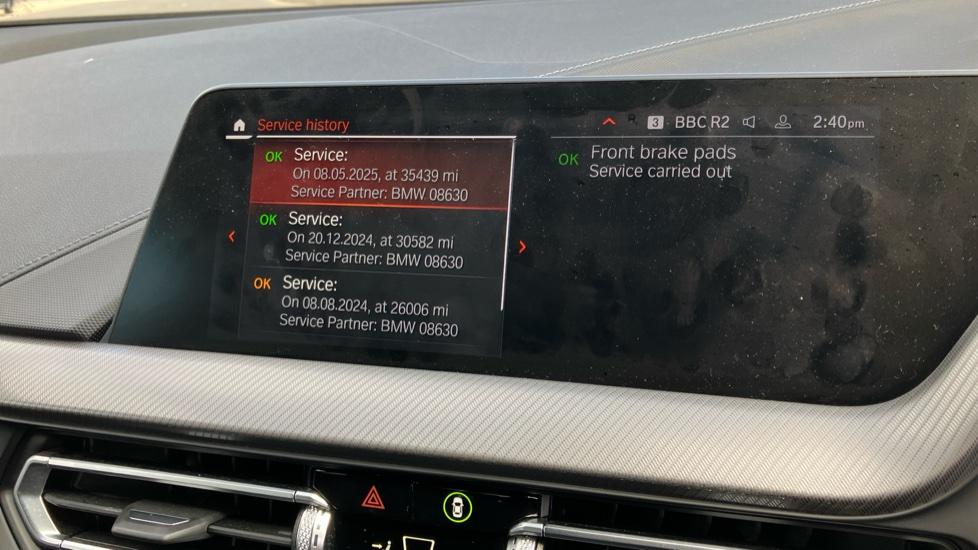 Service history
3 BBC R2 2:40pm
OK Service:
On 08.05.2025, at 35439 mi
Service Partner: BMW 08630
OK Service:
On 20.12.2024, at 30582 mi
Service Partner: BMW 08630
OK Service:
On 08.08.2024, at 26006 mi
Service Partner: BMW 08630
OK Front brake pads
Service carried out